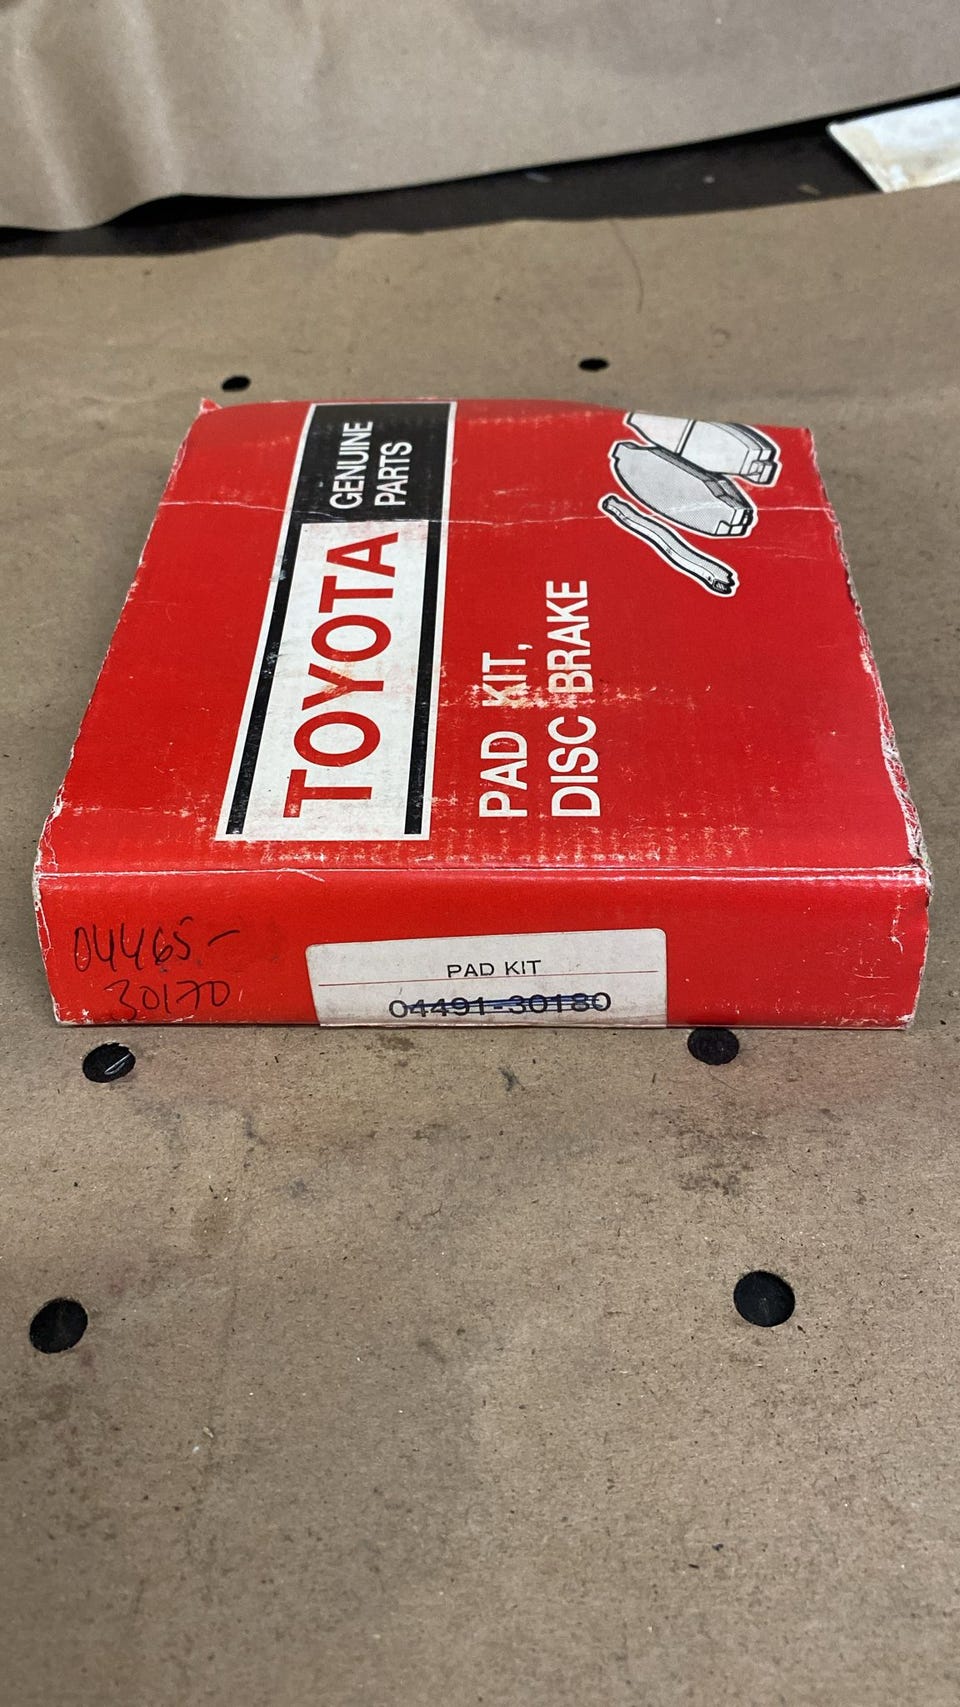 TOYOTA
GENUINE
PARTS
PAD KIT,
DISC BRAKE
04465-
30170
PAD KIT
04491-30180